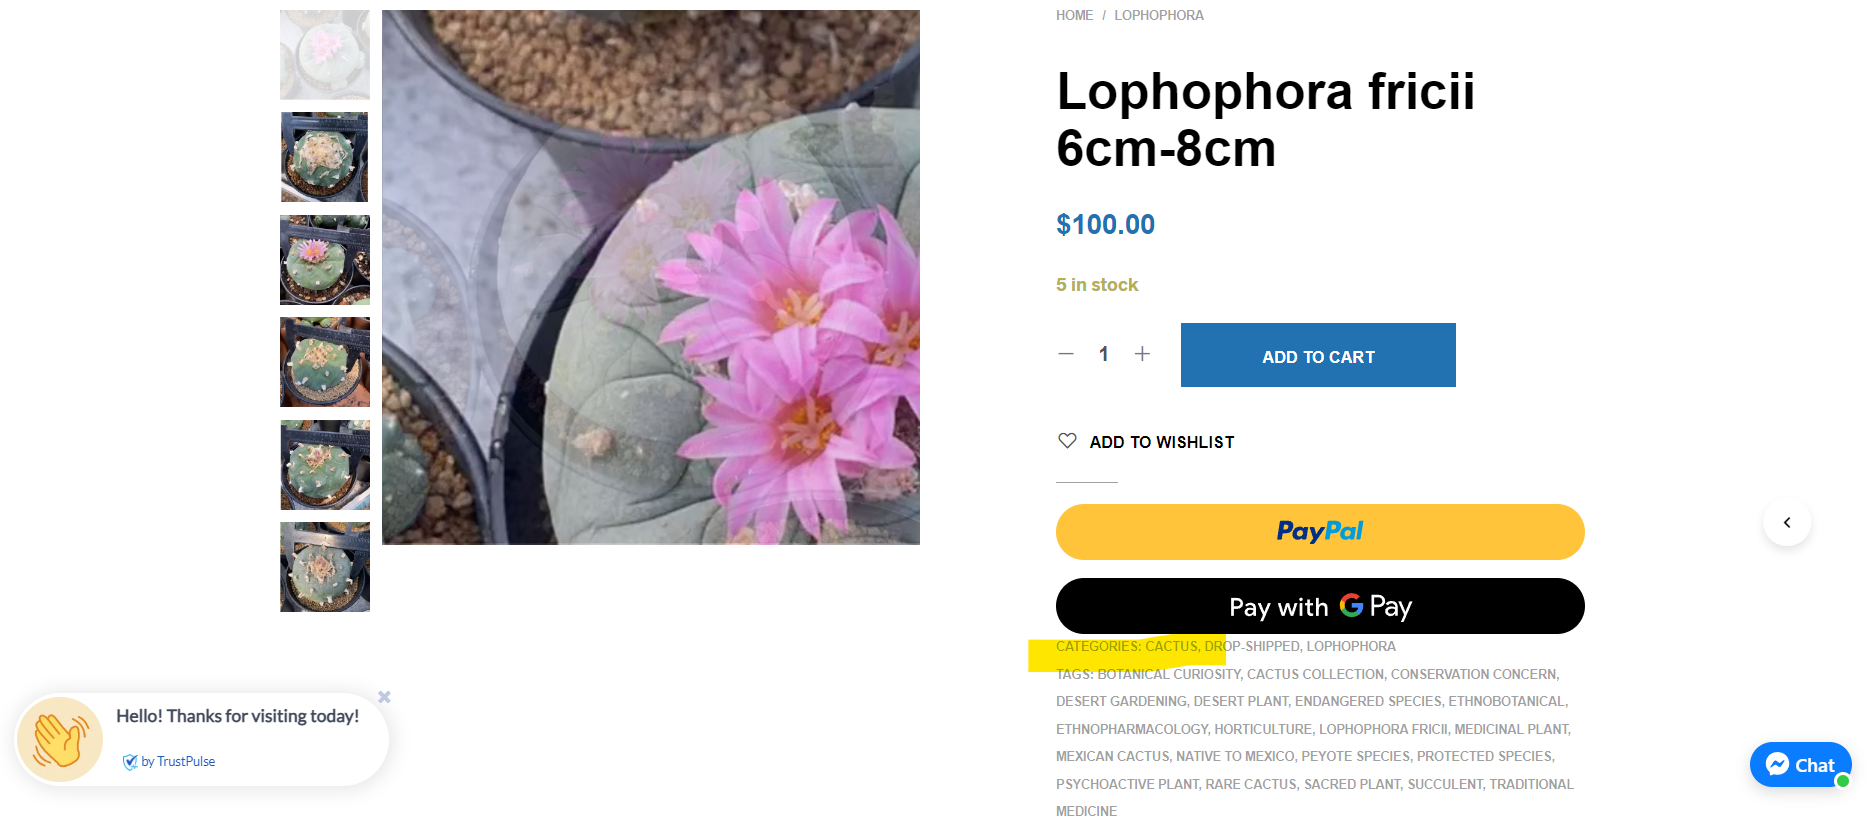 HOME / LOPHOPHORA
Lophophora fricii
6cm-8cm
$100.00
5 in stock
1
ADD TO CART
ADD TO WISHLIST
PayPal
Pay with G Pay
CATEGORIES: CACTUS, DROP-SHIPPED, LOPHOPHORA
TAGS: BOTANICAL CURIOSITY, CACTUS COLLECTION, CONSERVATION CONCERN,
DESERT GARDENING, DESERT PLANT, ENDANGERED SPECIES, ETHNOBOTANICAL,
ETHNOPHARMACOLOGY, HORTICULTURE, LOPHOPHORA FRICII, MEDICINAL PLANT,
MEXICAN CACTUS, NATIVE TO MEXICO, PEYOTE SPECIES, PROTECTED SPECIES,
PSYCHOACTIVE PLANT, RARE CACTUS, SACRED PLANT, SUCCULENT, TRADITIONAL
MEDICINE
Hello! Thanks for visiting today!
by TrustPulse
Chat